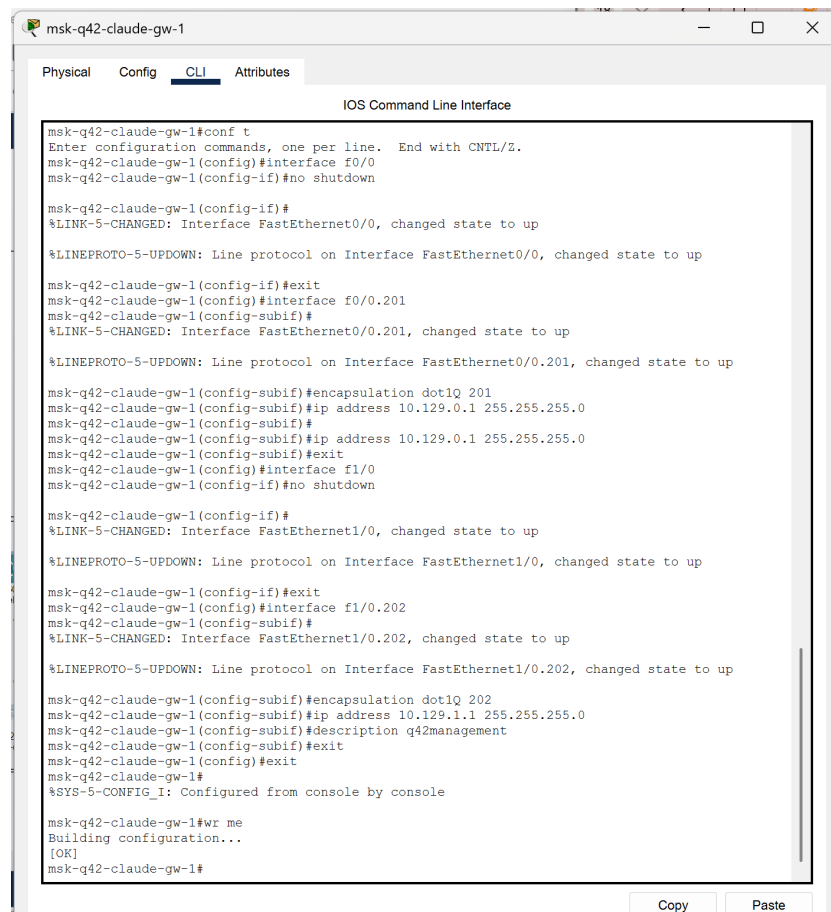 msk-q42-claude-gw-1
Physical Config CLI Attributes
IOS Command Line Interface
msk-q42-claude-gw-1#conf t
Enter configuration commands, one per line.  End with CNTL/Z.
msk-q42-claude-gw-1(config)#interface f0/0
msk-q42-claude-gw-1(config-if)#no shutdown
msk-q42-claude-gw-1(config-if)#
%LINK-5-CHANGED: Interface FastEthernet0/0, changed state to up
%LINEPROTO-5-UPDOWN: Line protocol on Interface FastEthernet0/0, changed state to up
msk-q42-claude-gw-1(config-if)#exit
msk-q42-claude-gw-1(config)#interface f0/0.201
msk-q42-claude-gw-1(config-subif)#
%LINK-5-CHANGED: Interface FastEthernet0/0.201, changed state to up
%LINEPROTO-5-UPDOWN: Line protocol on Interface FastEthernet0/0.201, changed state to up
msk-q42-claude-gw-1(config-subif)#encapsulation dot1Q 201
msk-q42-claude-gw-1(config-subif)#ip address 10.129.0.1 255.255.255.0
msk-q42-claude-gw-1(config-subif)#
msk-q42-claude-gw-1(config-subif)#ip address 10.129.0.1 255.255.255.0
msk-q42-claude-gw-1(config-subif)#exit
msk-q42-claude-gw-1(config)#interface f1/0
msk-q42-claude-gw-1(config-if)#no shutdown
msk-q42-claude-gw-1(config-if)#
%LINK-5-CHANGED: Interface FastEthernet1/0, changed state to up
%LINEPROTO-5-UPDOWN: Line protocol on Interface FastEthernet1/0, changed state to up
msk-q42-claude-gw-1(config-if)#exit
msk-q42-claude-gw-1(config)#interface f1/0.202
msk-q42-claude-gw-1(config-subif)#
%LINK-5-CHANGED: Interface FastEthernet1/0.202, changed state to up
%LINEPROTO-5-UPDOWN: Line protocol on Interface FastEthernet1/0.202, changed state to up
msk-q42-claude-gw-1(config-subif)#encapsulation dot1Q 202
msk-q42-claude-gw-1(config-subif)#ip address 10.129.1.1 255.255.255.0
msk-q42-claude-gw-1(config-subif)#description q42management
msk-q42-claude-gw-1(config-subif)#exit
msk-q42-claude-gw-1(config)#exit
msk-q42-claude-gw-1#
%SYS-5-CONFIG_I: Configured from console by console
msk-q42-claude-gw-1#wr me
Building configuration...
[OK]
msk-q42-claude-gw-1#
Copy Paste